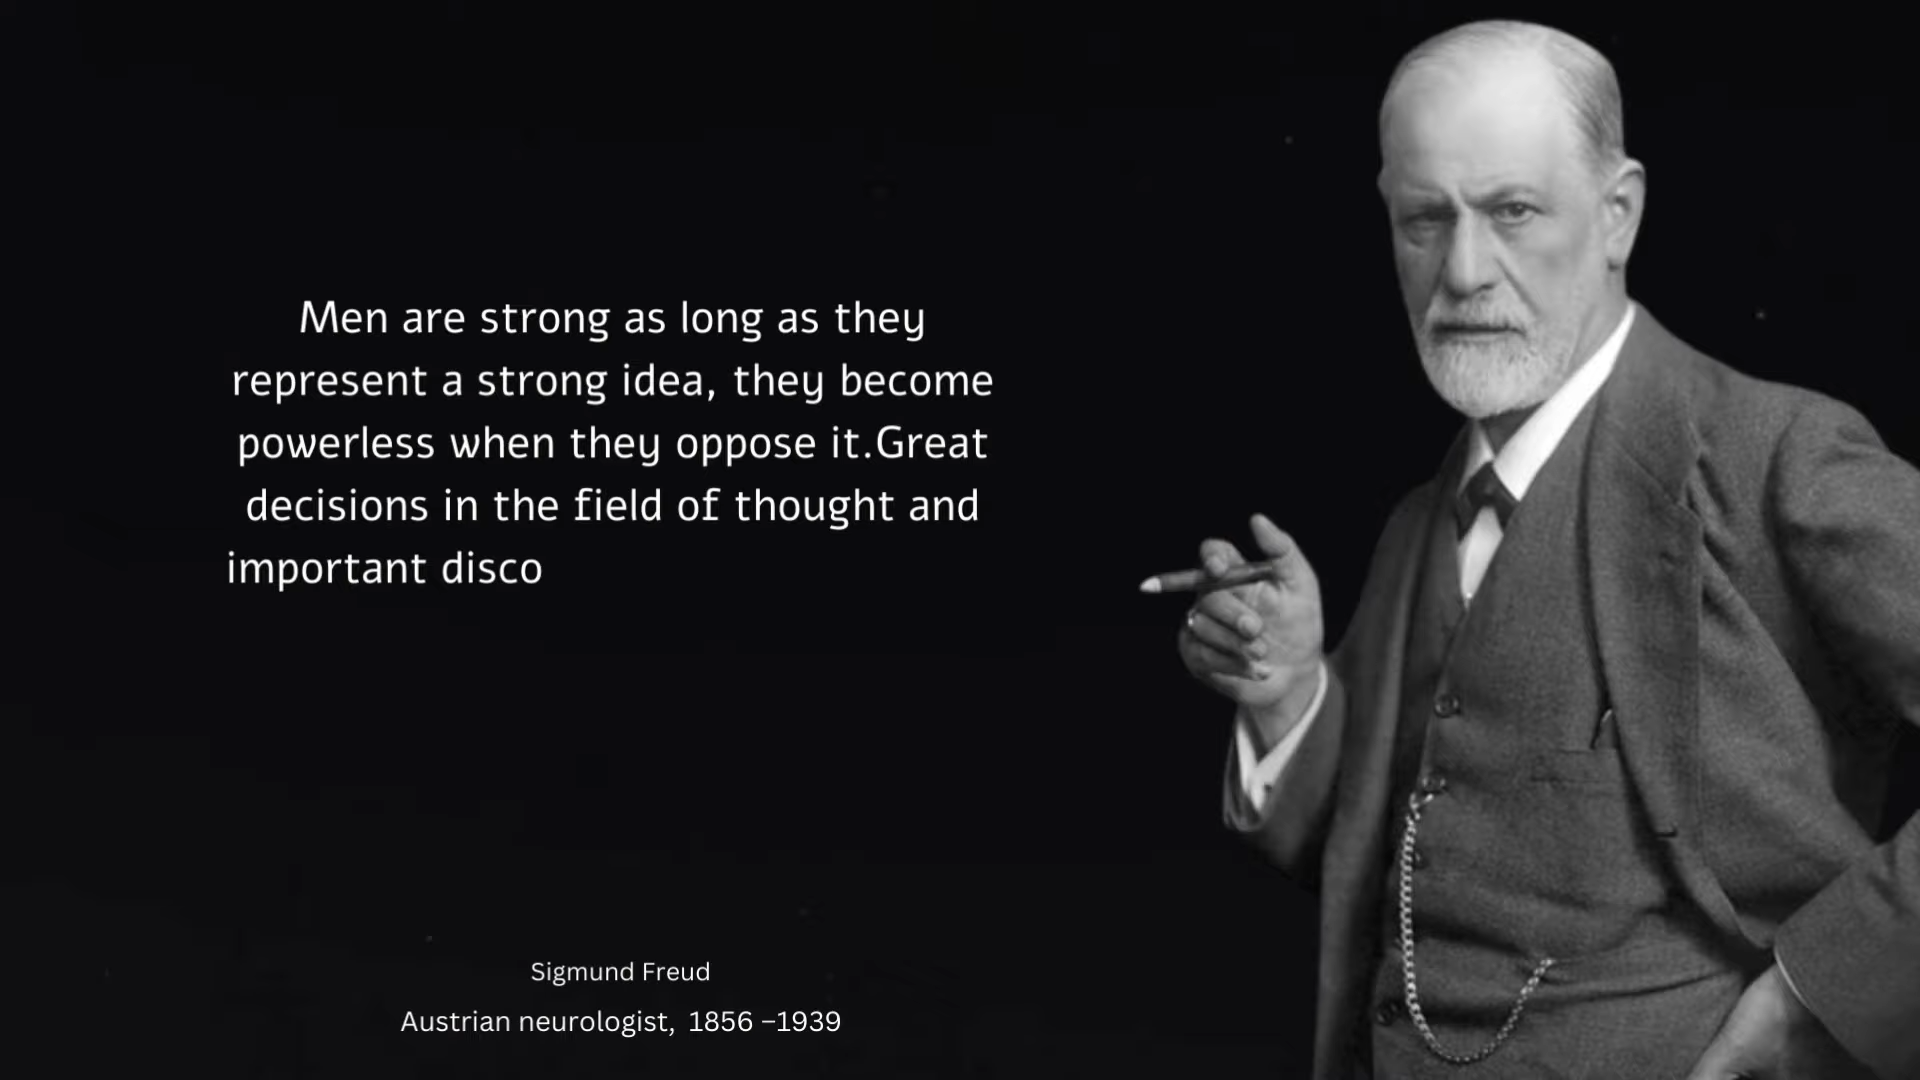 Men are strong as long as they
represent a strong idea, they become
powerless when they oppose it.Great
decisions in the field of thought and
important disco
Sigmund Freud
Austrian neurologist, 1856 –1939